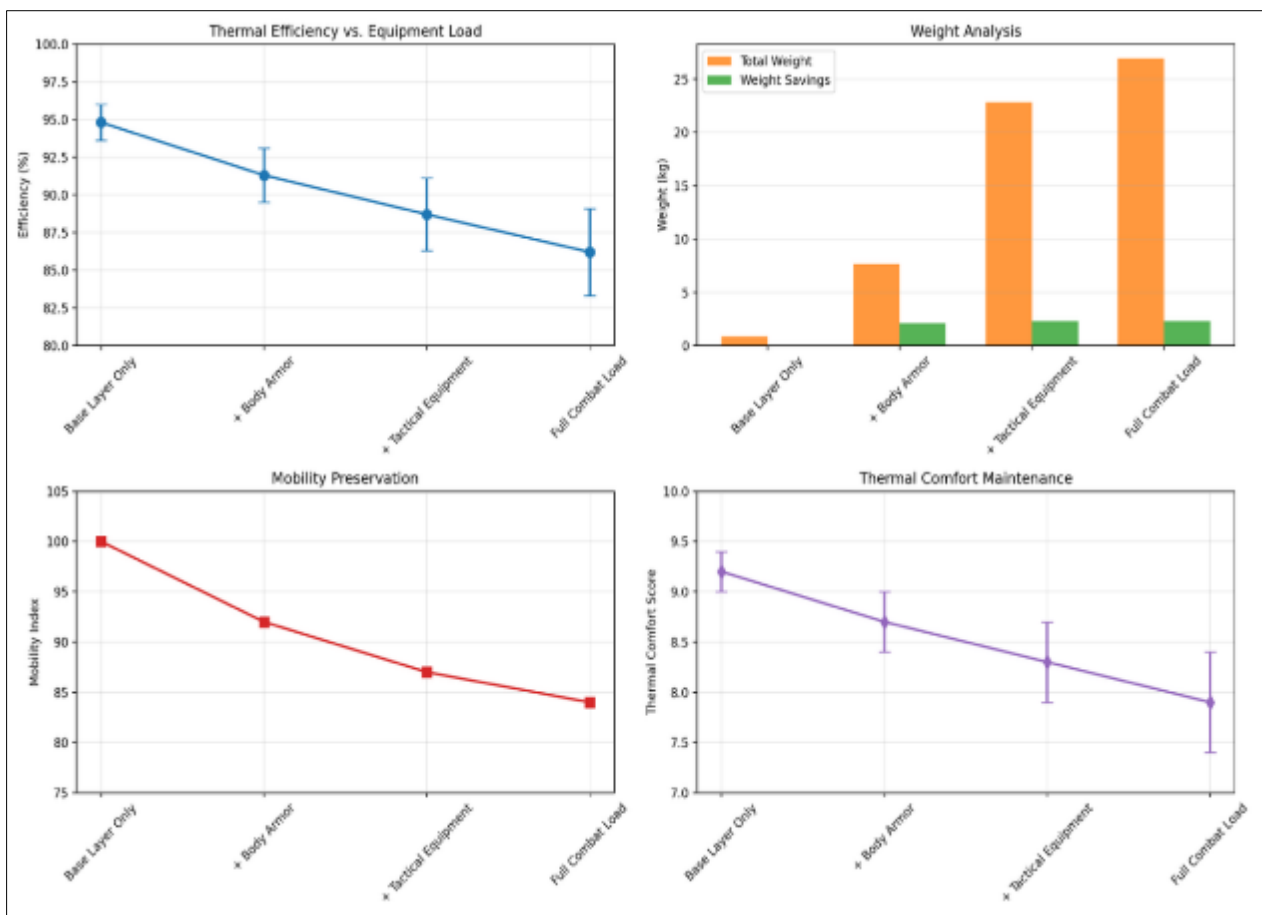 Thermal Efficiency vs. Equipment Load
100.0
97.5
95.0
92.5
90.0
87.5
85.0
82.5
80.0
Efficiency (%)
Base Layer Only
+ Body Armor
+ Tactical Equipment
Full Combat Load
Weight Analysis
Total Weight
Weight Savings
25
20
15
10
5
0
Weight (kg)
Base Layer Only
+ Body Armor
+ Tactical Equipment
Full Combat Load
Mobility Preservation
105
100
95
90
85
80
75
Mobility Index
Base Layer Only
+ Body Armor
+ Tactical Equipment
Full Combat Load
Thermal Comfort Maintenance
10.0
9.5
9.0
8.5
8.0
7.5
7.0
Thermal Comfort Score
Base Layer Only
+ Body Armor
+ Tactical Equipment
Full Combat Load